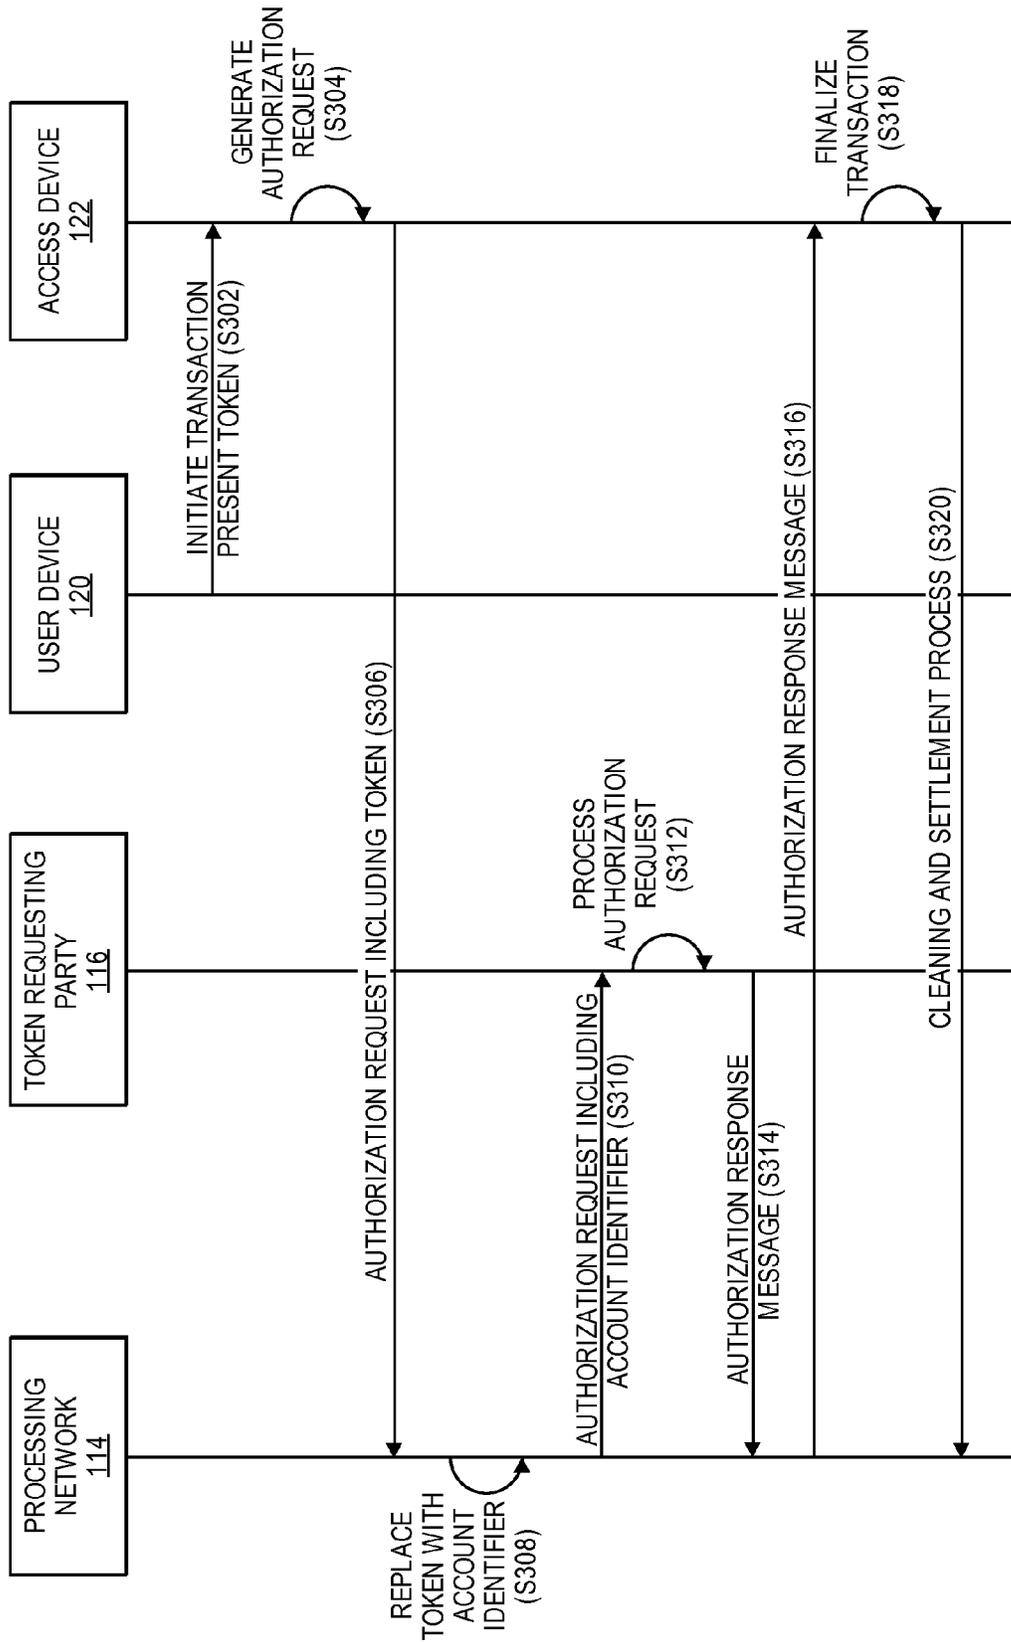 PROCESSING
NETWORK
114
TOKEN REQUESTING
PARTY
116
USER DEVICE
120
ACCESS DEVICE
122
INITIATE TRANSACTION
PRESENT TOKEN (S302)
GENERATE
AUTHORIZATION
REQUEST
(S304)
AUTHORIZATION REQUEST INCLUDING TOKEN (S306)
REPLACE
TOKEN WITH
ACCOUNT
IDENTIFIER
(S308)
AUTHORIZATION REQUEST INCLUDING
ACCOUNT IDENTIFIER (S310)
PROCESS
AUTHORIZATION
REQUEST
(S312)
AUTHORIZATION RESPONSE
MESSAGE (S314)
AUTHORIZATION RESPONSE MESSAGE (S316)
FINALIZE
TRANSACTION
(S318)
CLEANING AND SETTLEMENT PROCESS (S320)